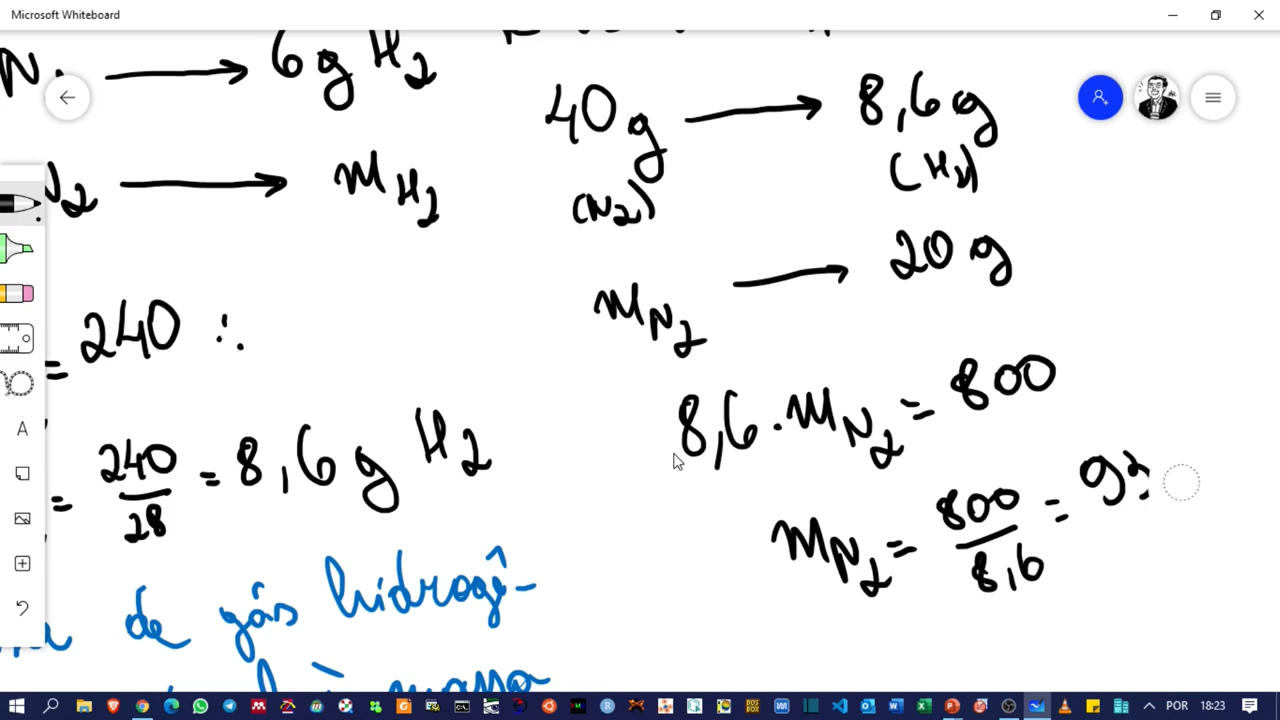 Microsoft Whiteboard
6 g H2
m H2
= 240 ∴
= 240/28 = 8,6 g H2
de gás hidrogê-
massa
40 g → 8,6 g
(N2) (H2)
m N2 → 20 g
8,6 . m N2 = 800
m N2 = 800/8,6 = 93
POR 18:23